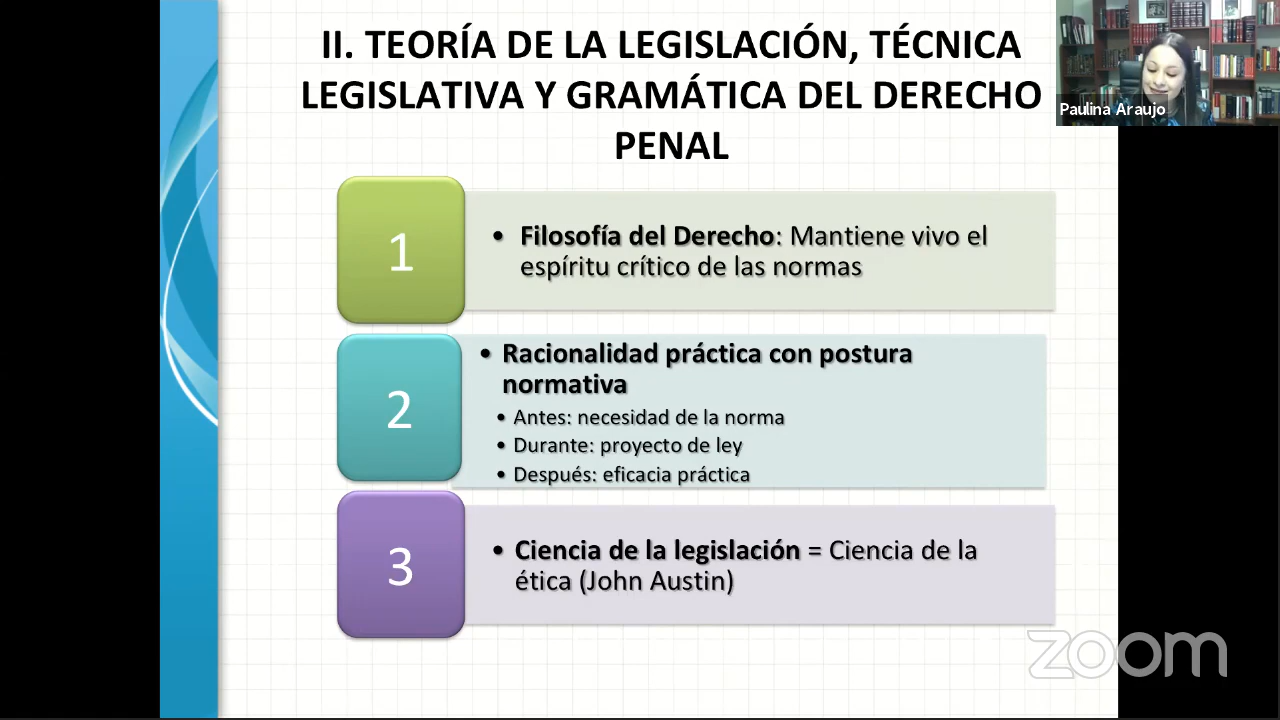 II. TEORÍA DE LA LEGISLACIÓN, TÉCNICA
LEGISLATIVA Y GRAMÁTICA DEL DERECHO
PENAL
Paulina Araujo
1
• Filosofía del Derecho: Mantiene vivo el
espíritu crítico de las normas
2
• Racionalidad práctica con postura
normativa
• Antes: necesidad de la norma
• Durante: proyecto de ley
• Después: eficacia práctica
3
• Ciencia de la legislación = Ciencia de la
ética (John Austin)
zoom